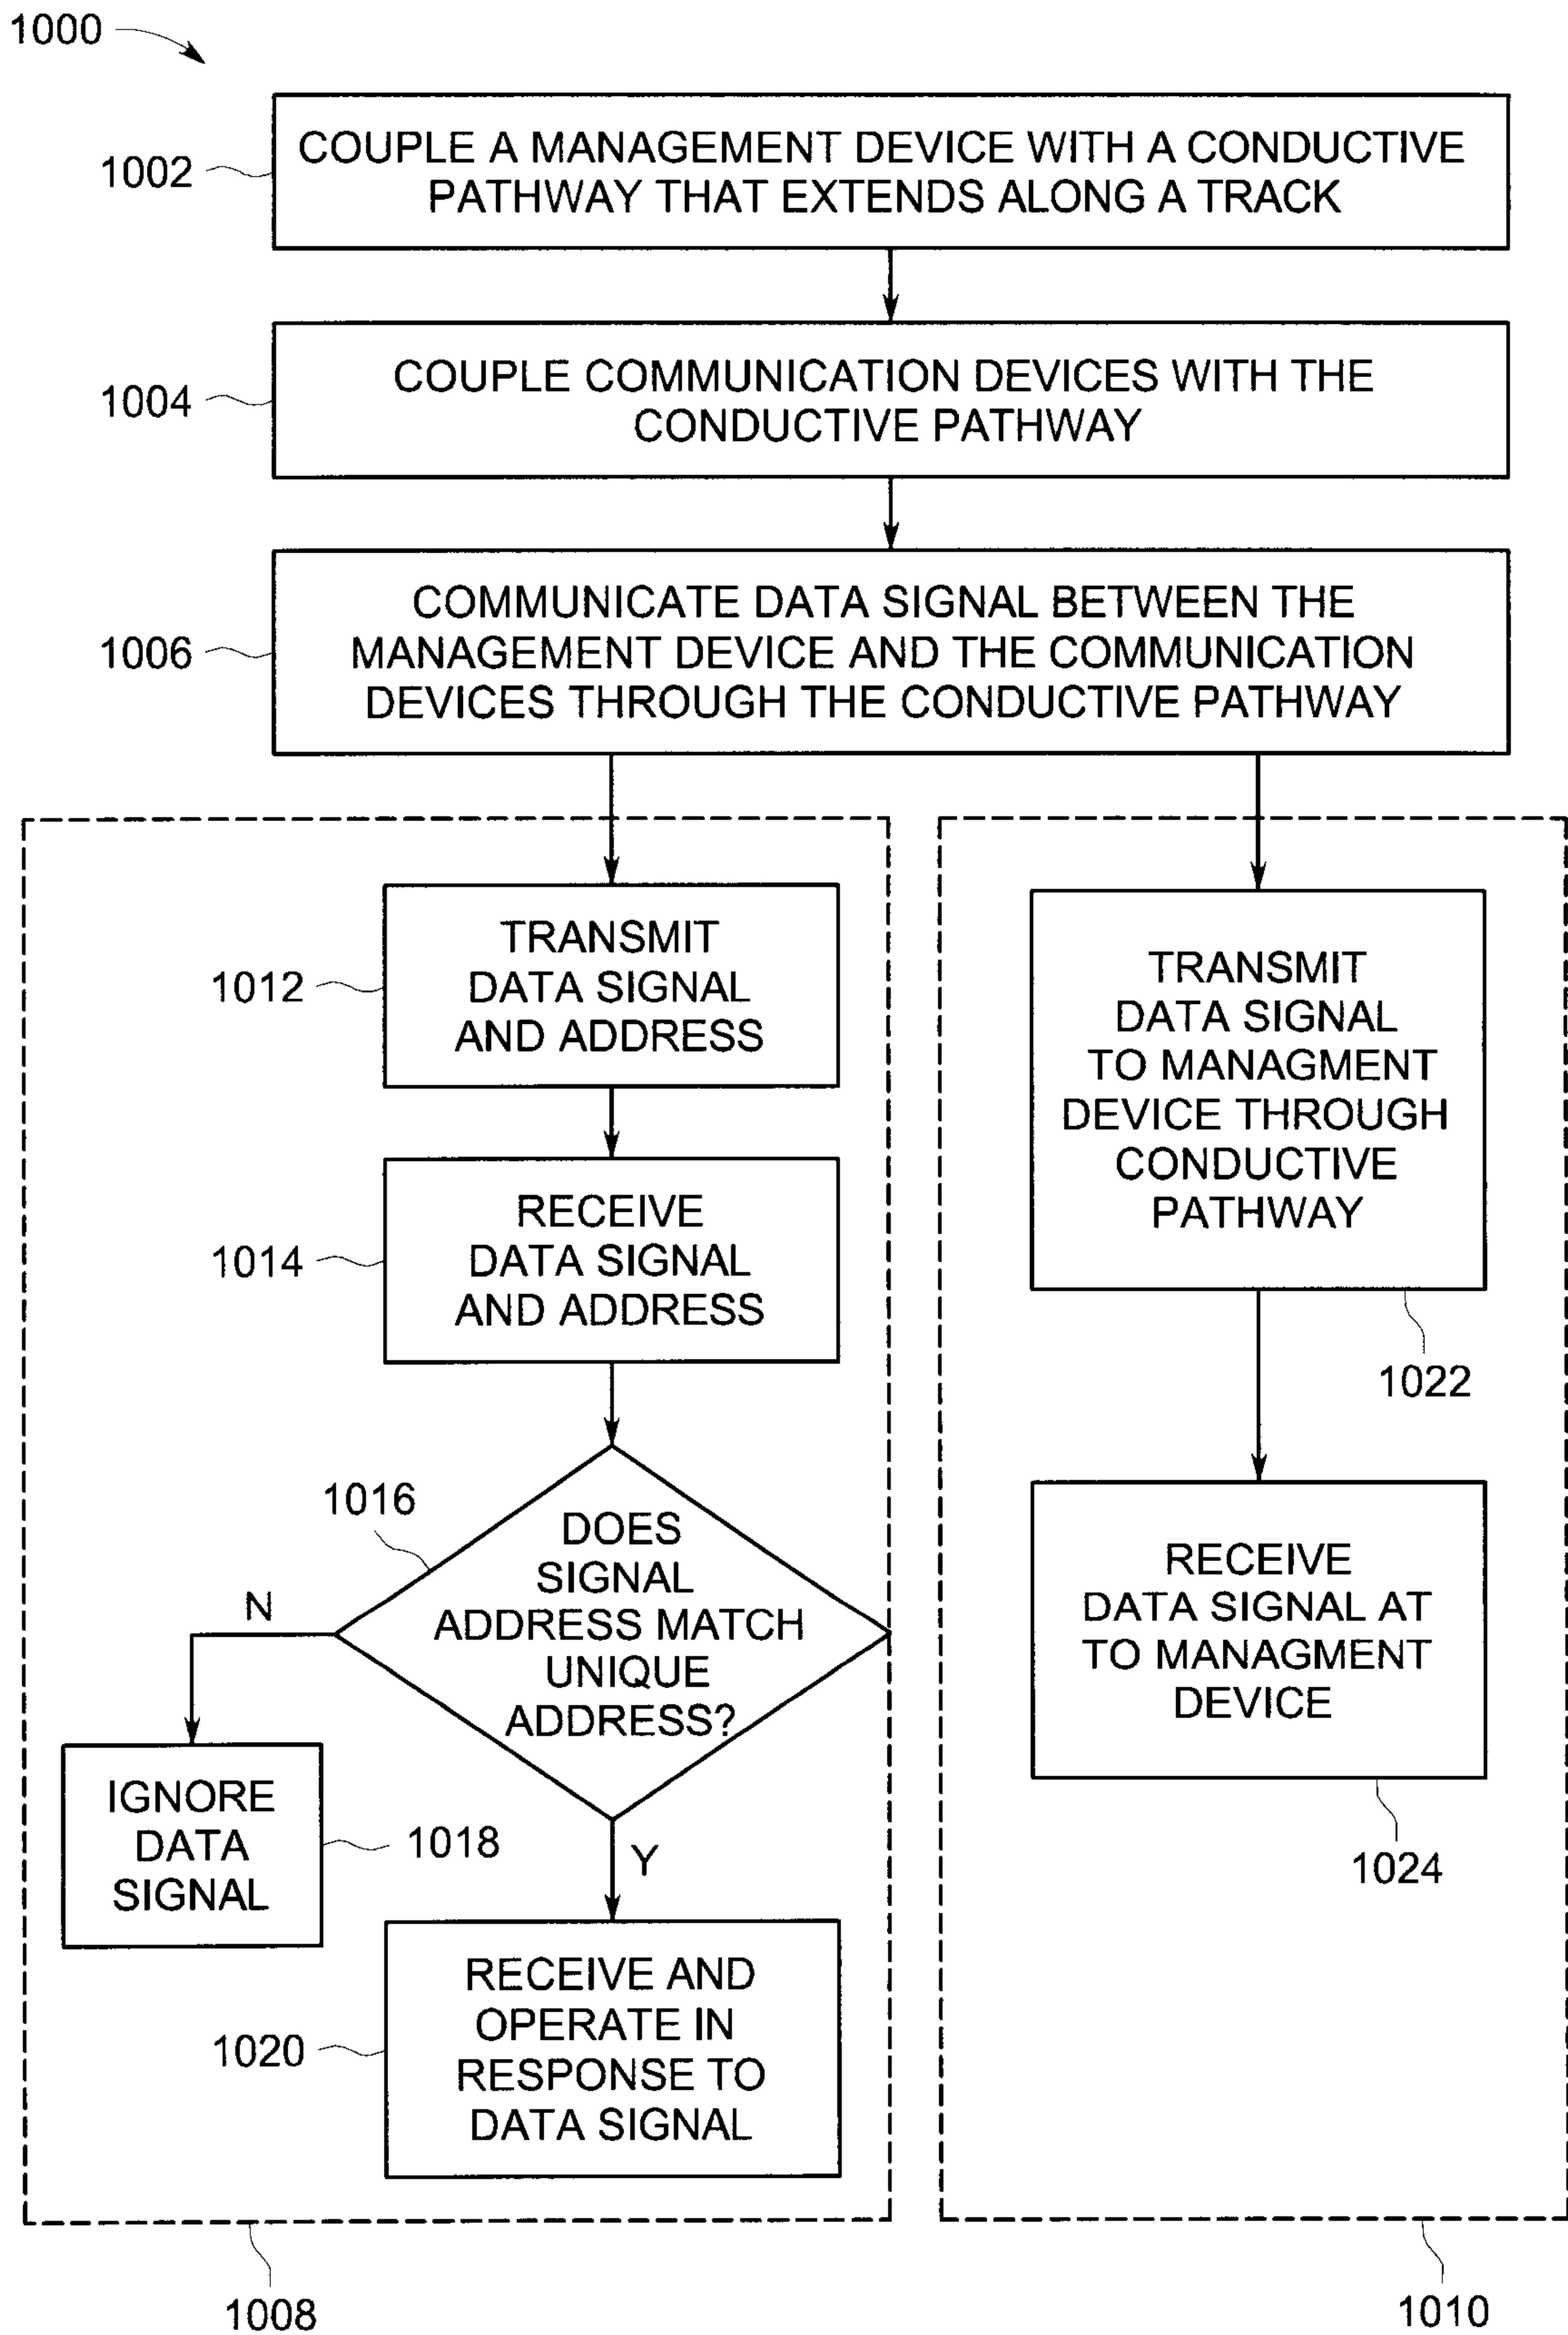 1000
1002
COUPLE A MANAGEMENT DEVICE WITH A CONDUCTIVE
PATHWAY THAT EXTENDS ALONG A TRACK
1004
COUPLE COMMUNICATION DEVICES WITH THE
CONDUCTIVE PATHWAY
1006
COMMUNICATE DATA SIGNAL BETWEEN THE
MANAGEMENT DEVICE AND THE COMMUNICATION
DEVICES THROUGH THE CONDUCTIVE PATHWAY
1012
TRANSMIT
DATA SIGNAL
AND ADDRESS
1014
RECEIVE
DATA SIGNAL
AND ADDRESS
1016
DOES
SIGNAL
ADDRESS MATCH
UNIQUE
ADDRESS?
N
IGNORE
DATA
SIGNAL
1018
Y
1020
RECEIVE AND
OPERATE IN
RESPONSE TO
DATA SIGNAL
1008
TRANSMIT
DATA SIGNAL
TO MANAGMENT
DEVICE THROUGH
CONDUCTIVE
PATHWAY
1022
RECEIVE
DATA SIGNAL AT
TO MANAGMENT
DEVICE
1024
1010